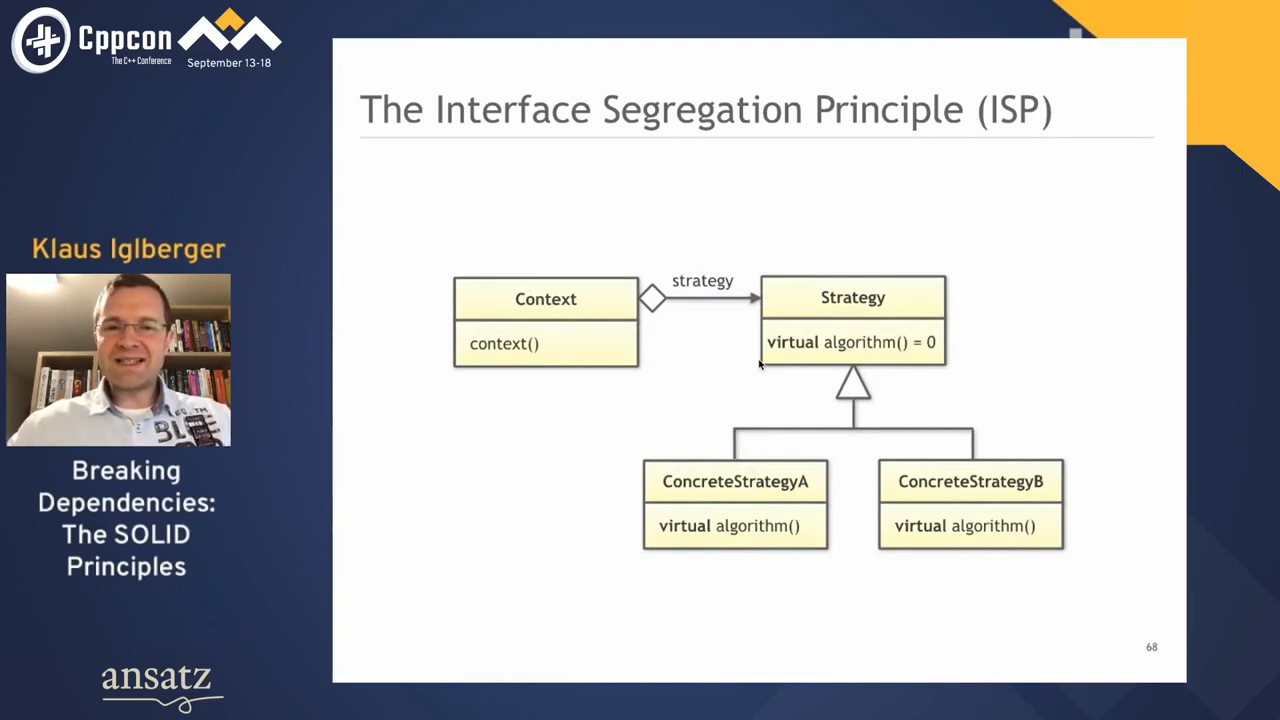 Cppcon
The C++ Conference
September 13-18
Klaus Iglberger
Breaking
Dependencies:
The SOLID
Principles
ansatz
The Interface Segregation Principle (ISP)
Context
context()
strategy
Strategy
virtual algorithm() = 0
ConcreteStrategyA
virtual algorithm()
ConcreteStrategyB
virtual algorithm()
68